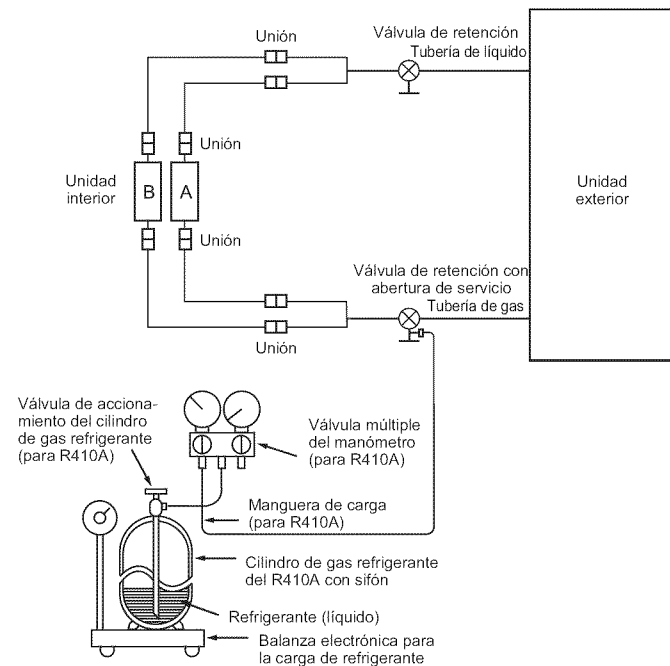 Unión
Válvula de retención
Tubería de líquido
Unión
Unidad
interior
B
A
Unidad
exterior
Unión
Válvula de retención con
abertura de servicio
Tubería de gas
Unión
Válvula de acciona-
miento del cilindro
de gas refrigerante
(para R410A)
Válvula múltiple
del manómetro
(para R410A)
Manguera de carga
(para R410A)
Cilindro de gas refrigerante
del R410A con sifón
Refrigerante (líquido)
Balanza electrónica para
la carga de refrigerante